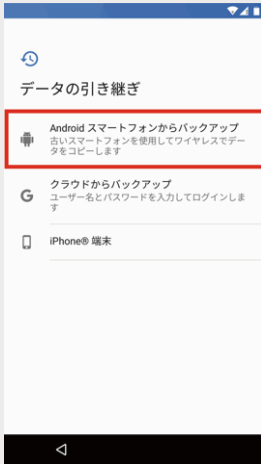 データの引き継ぎ
Android スマートフォンからバックアップ
古いスマートフォンを使用してワイヤレスでデー
タをコピーします
クラウドからバックアップ
ユーザー名とパスワードを入力してログインしま
す
iPhone® 端末